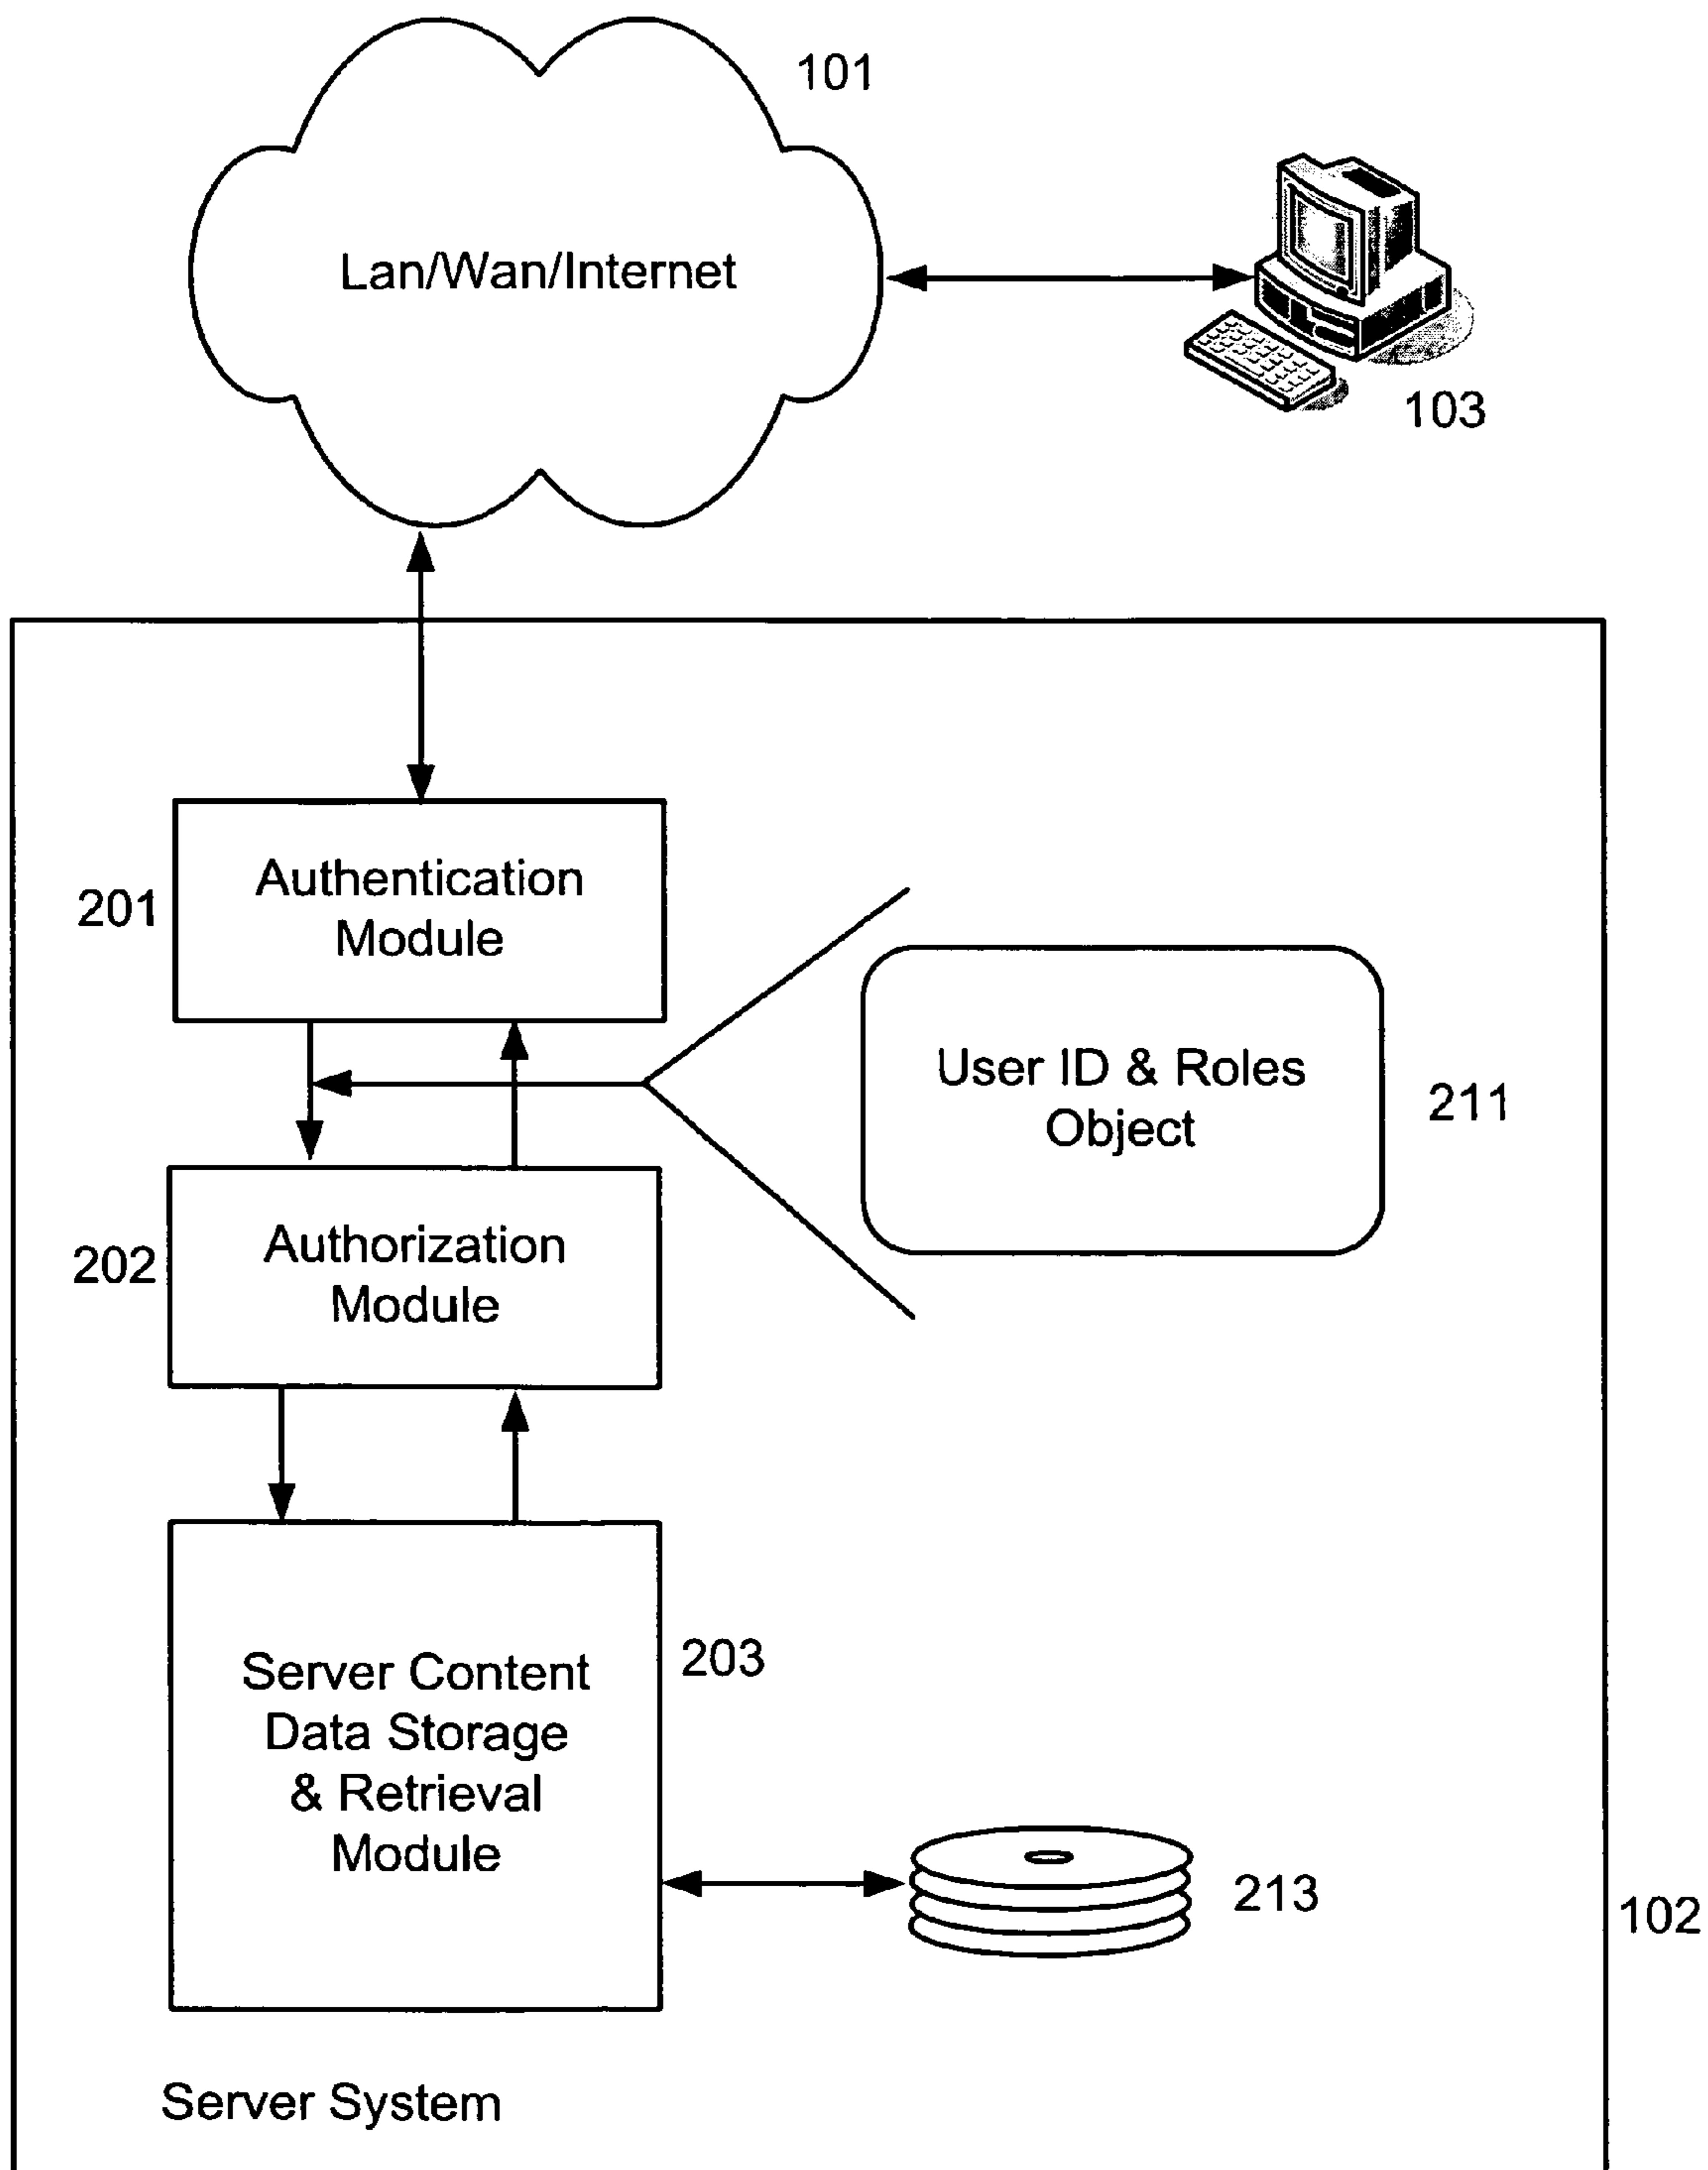 101
Lan/Wan/Internet
103
Authentication
Module
201
User ID & Roles
Object
211
Authorization
Module
202
Server Content
Data Storage
& Retrieval
Module
203
213
102
Server System